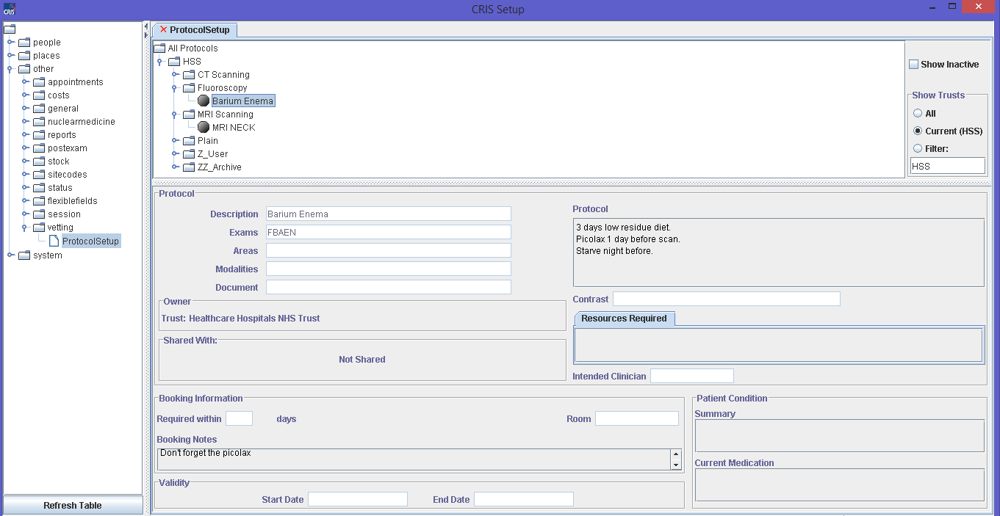 CRIS
CRIS Setup
people
places
other
appointments
costs
general
nuclearmedicine
reports
postexam
stock
sitecodes
status
flexiblefields
session
vetting
ProtocolSetup
system
Refresh Table
ProtocolSetup
All Protocols
HSS
CT Scanning
Fluoroscopy
Barium Enema
MRI Scanning
MRI NECK
Plain
Z_User
ZZ_Archive
Show Inactive
Show Trusts
All
Current (HSS)
Filter:
HSS
Protocol
Description Barium Enema
Exams FBAEN
Areas
Modalities
Document
Owner
Trust: Healthcare Hospitals NHS Trust
Shared With:
Not Shared
Protocol
3 days low residue diet.
Picolax 1 day before scan.
Starve night before.
Contrast
Resources Required
Intended Clinician
Booking Information
Required within days Room
Booking Notes
Don't forget the picolax
Validity
Start Date End Date
Patient Condition
Summary
Current Medication